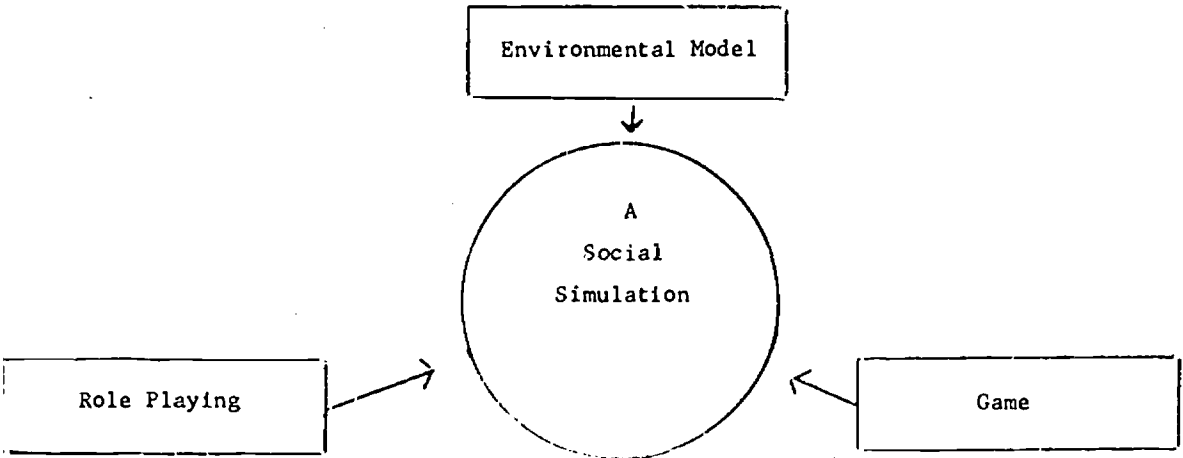 Environmental Model
A
Social
Simulation
Role Playing
Game